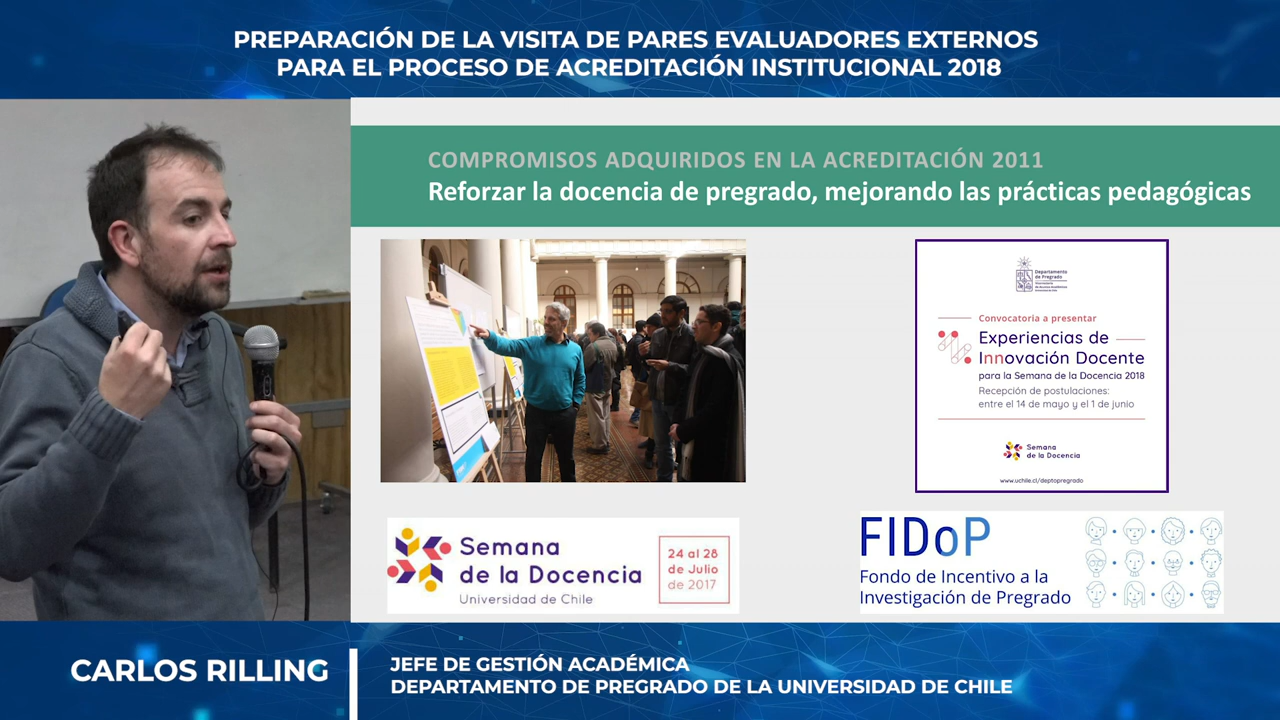 PREPARACIÓN DE LA VISITA DE PARES EVALUADORES EXTERNOS
PARA EL PROCESO DE ACREDITACIÓN INSTITUCIONAL 2018
COMPROMISOS ADQUIRIDOS EN LA ACREDITACIÓN 2011
Reforzar la docencia de pregrado, mejorando las prácticas pedagógicas
Departamento
de Pregrado
Convocatoria a presentar
Experiencias de
Innovación Docente
para la Semana de la Docencia 2018
Recepción de postulaciones:
entre el 14 de mayo y el 1 de junio
Semana
de la Docencia
www.uchile.cl/deptopregrado
Semana
de la Docencia
Universidad de Chile
24 al 28
de Julio
de 2017
FIDoP
Fondo de Incentivo a la
Investigación de Pregrado
CARLOS RILLING
JEFE DE GESTIÓN ACADÉMICA
DEPARTAMENTO DE PREGRADO DE LA UNIVERSIDAD DE CHILE